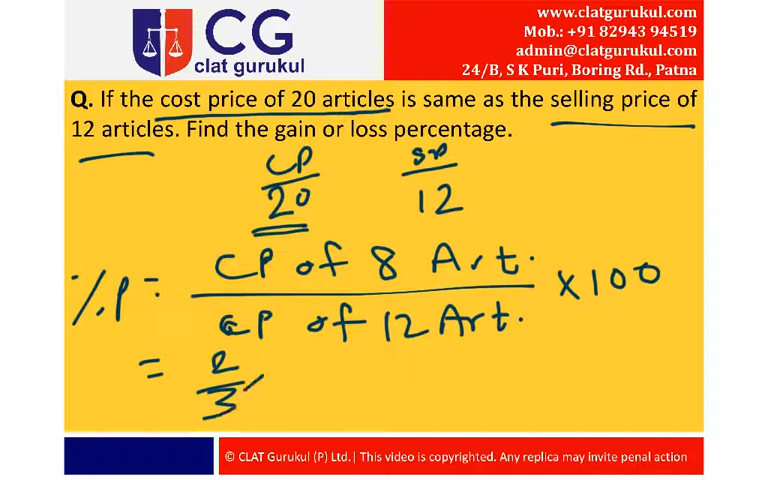 CG
clat gurukul
www.clatgurukul.com
Mob.: +91 82943 94519
admin@clatgurukul.com
24/B, S K Puri, Boring Rd., Patna
Q. If the cost price of 20 articles is same as the selling price of
12 articles. Find the gain or loss percentage.
CP SP
20 12
%P = CP of 8 Art. × 100
CP of 12 Art.
= 2
3
© CLAT Gurukul (P) Ltd.| This video is copyrighted. Any replica may invite penal action